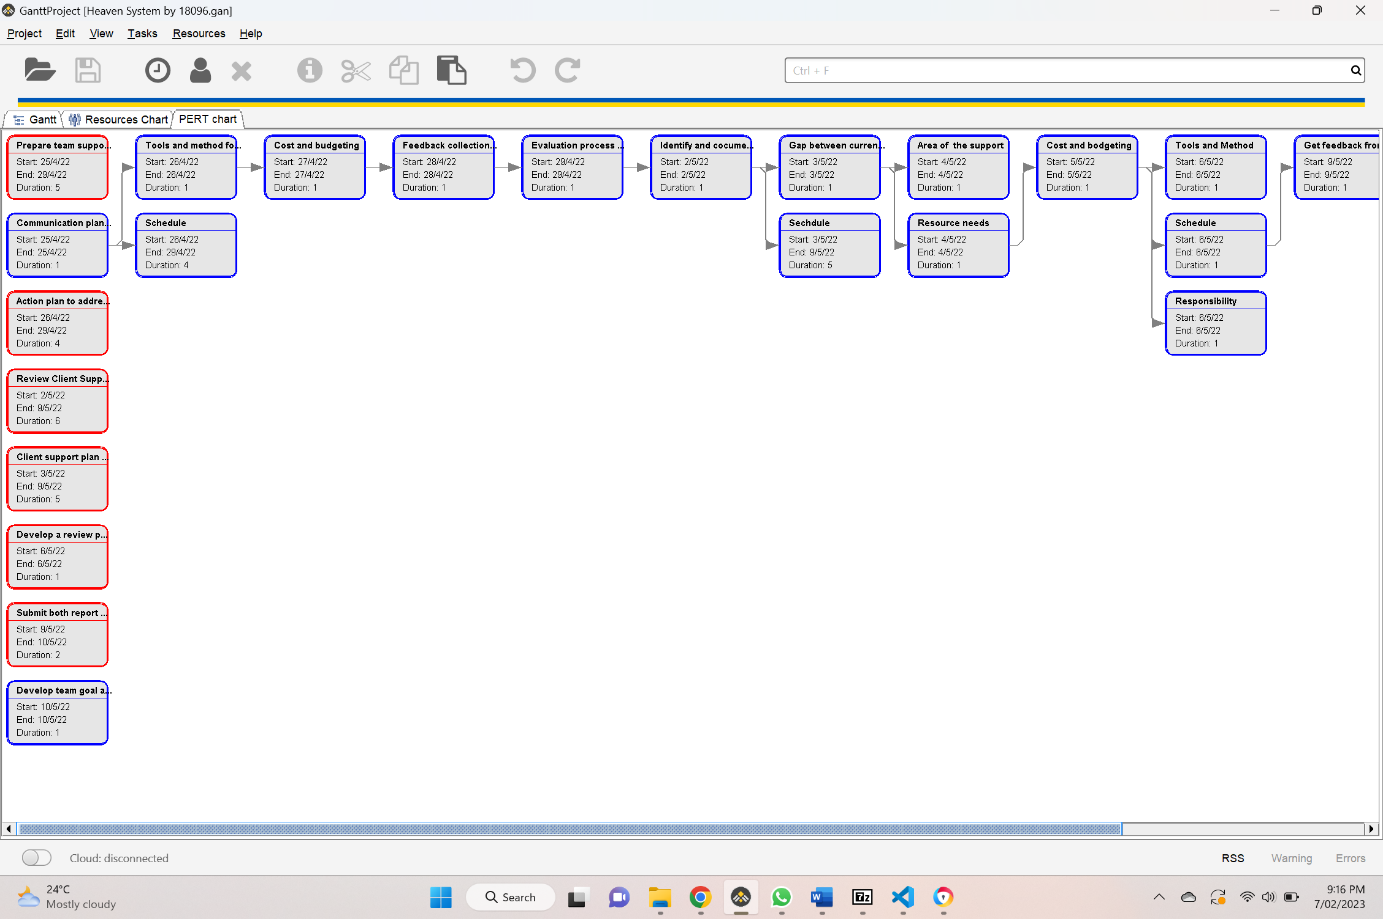 GanttProject [Heaven System by 18096.gan]
Project Edit View Tasks Resources Help
Ctrl + F
Gantt Resources Chart PERT chart
Prepare team suppo...
Start: 25/4/22
End: 29/4/22
Duration: 5
Tools and method fo...
Start: 26/4/22
End: 26/4/22
Duration: 1
Cost and budgeting
Start: 27/4/22
End: 27/4/22
Duration: 1
Feedback collection...
Start: 28/4/22
End: 28/4/22
Duration: 1
Evaluation process ...
Start: 29/4/22
End: 29/4/22
Duration: 1
Identify and cocume...
Start: 2/5/22
End: 2/5/22
Duration: 1
Gap between curren...
Start: 3/5/22
End: 3/5/22
Duration: 1
Area of the support
Start: 4/5/22
End: 4/5/22
Duration: 1
Cost and bodgeting
Start: 5/5/22
End: 5/5/22
Duration: 1
Tools and Method
Start: 6/5/22
End: 6/5/22
Duration: 1
Get feedback fro
Start: 9/5/22
End: 9/5/22
Duration: 1
Communication plan...
Start: 25/4/22
End: 25/4/22
Duration: 1
Schedule
Start: 26/4/22
End: 29/4/22
Duration: 4
Sechdule
Start: 3/5/22
End: 9/5/22
Duration: 5
Resource needs
Start: 4/5/22
End: 4/5/22
Duration: 1
Schedule
Start: 6/5/22
End: 6/5/22
Duration: 1
Action plan to addre...
Start: 26/4/22
End: 29/4/22
Duration: 4
Responsibility
Start: 6/5/22
End: 6/5/22
Duration: 1
Review Client Supp...
Start: 2/5/22
End: 9/5/22
Duration: 6
Client support plan ...
Start: 3/5/22
End: 9/5/22
Duration: 5
Develop a review p...
Start: 6/5/22
End: 6/5/22
Duration: 1
Submit both report ...
Start: 9/5/22
End: 10/5/22
Duration: 2
Develop team goal a...
Start: 10/5/22
End: 10/5/22
Duration: 1
Cloud: disconnected
RSS Warning Errors
24°C
Mostly cloudy
Search
9:16 PM
7/02/2023